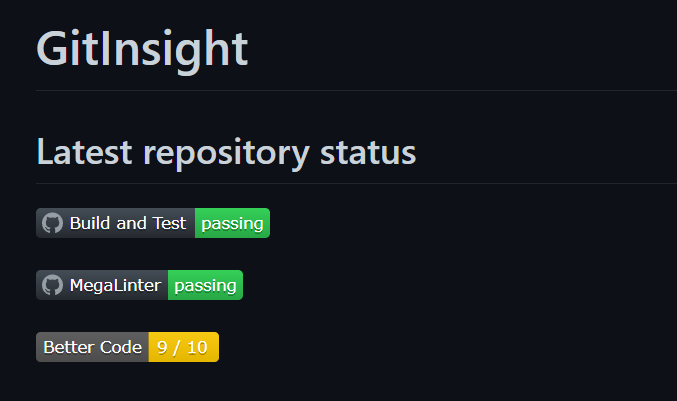 GitInsight
Latest repository status
Build and Test passing
MegaLinter passing
Better Code 9 / 10